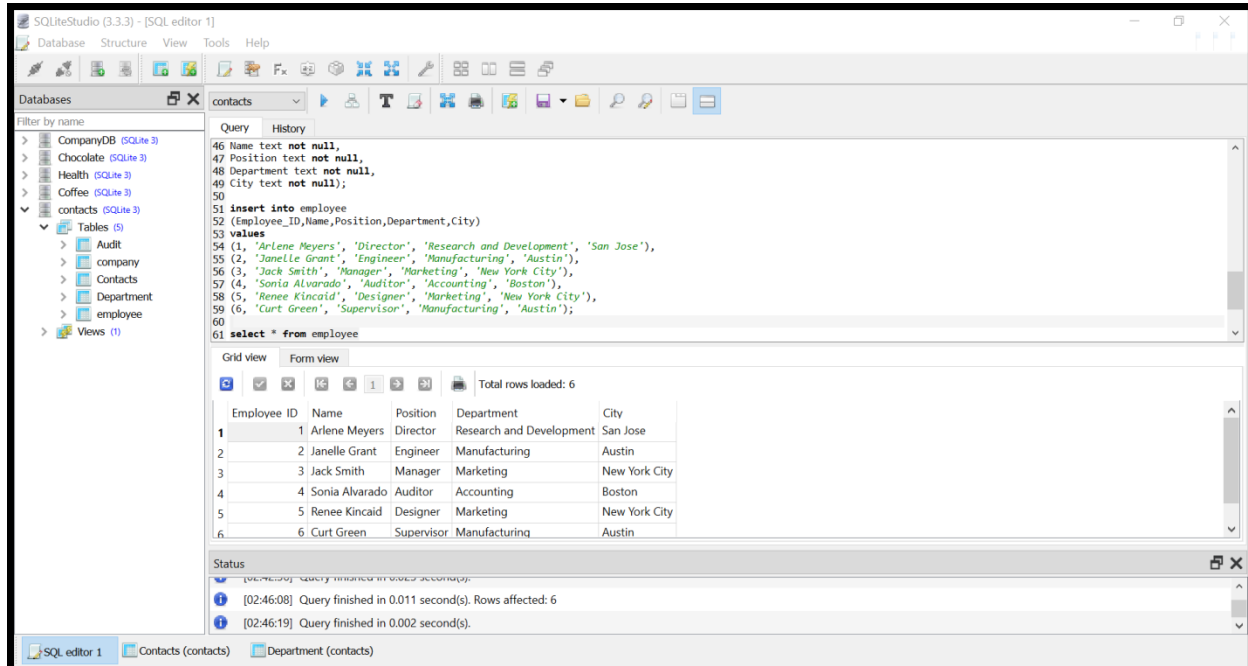 SQLiteStudio (3.3.3) - [SQL editor 1]
Database Structure View Tools Help
Databases
contacts
Filter by name
Query History
CompanyDB (SQLite 3)
Chocolate (SQLite 3)
Health (SQLite 3)
Coffee (SQLite 3)
contacts (SQLite 3)
Tables (5)
Audit
company
Contacts
Department
employee
Views (1)
46 Name text not null,
47 Position text not null,
48 Department text not null,
49 City text not null);
50
51 insert into employee
52 (Employee_ID,Name,Position,Department,City)
53 values
54 (1, 'Arlene Meyers', 'Director', 'Research and Development', 'San Jose'),
55 (2, 'Janelle Grant', 'Engineer', 'Manufacturing', 'Austin'),
56 (3, 'Jack Smith', 'Manager', 'Marketing', 'New York City'),
57 (4, 'Sonia Alvarado', 'Auditor', 'Accounting', 'Boston'),
58 (5, 'Renee Kincaid', 'Designer', 'Marketing', 'New York City'),
59 (6, 'Curt Green', 'Supervisor', 'Manufacturing', 'Austin');
60
61 select * from employee
Grid view Form view
1 Total rows loaded: 6
Employee ID Name Position Department City
1 1 Arlene Meyers Director Research and Development San Jose
2 2 Janelle Grant Engineer Manufacturing Austin
3 3 Jack Smith Manager Marketing New York City
4 4 Sonia Alvarado Auditor Accounting Boston
5 5 Renee Kincaid Designer Marketing New York City
6 6 Curt Green Supervisor Manufacturing Austin
Status
Query finished in second(s).
[02:46:08] Query finished in 0.011 second(s). Rows affected: 6
[02:46:19] Query finished in 0.002 second(s).
SQL editor 1 Contacts (contacts) Department (contacts)